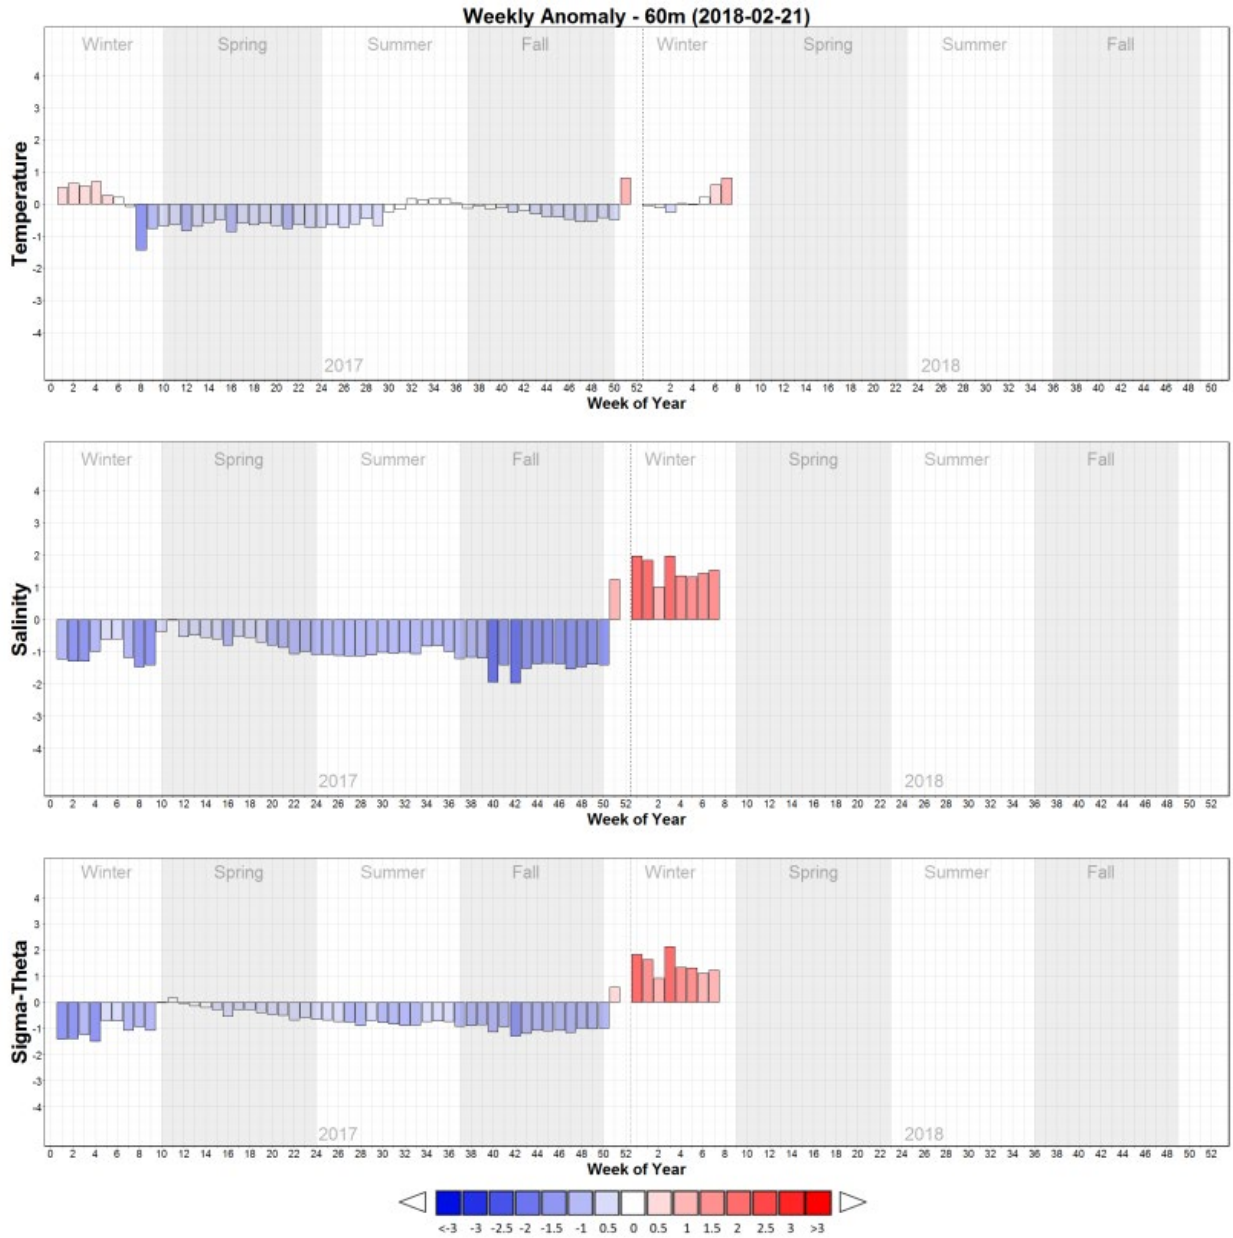 Weekly Anomaly - 60m (2018-02-21)
Winter Spring Summer Fall Winter Spring Summer Fall
4
3
2
1
0
-1
-2
-3
-4
Temperature
2017 2018
0 2 4 6 8 10 12 14 16 18 20 22 24 26 28 30 32 34 36 38 40 42 44 46 48 50 52 2 4 6 8 10 12 14 16 18 20 22 24 26 28 30 32 34 36 38 40 42 44 46 48 50
Week of Year
Winter Spring Summer Fall Winter Spring Summer Fall
4
3
2
1
0
-1
-2
-3
-4
Salinity
2017 2018
0 2 4 6 8 10 12 14 16 18 20 22 24 26 28 30 32 34 36 38 40 42 44 46 48 50 52 2 4 6 8 10 12 14 16 18 20 22 24 26 28 30 32 34 36 38 40 42 44 46 48 50 52
Week of Year
Winter Spring Summer Fall Winter Spring Summer Fall
4
3
2
1
0
-1
-2
-3
-4
Sigma-Theta
2017 2018
0 2 4 6 8 10 12 14 16 18 20 22 24 26 28 30 32 34 36 38 40 42 44 46 48 50 52 2 4 6 8 10 12 14 16 18 20 22 24 26 28 30 32 34 36 38 40 42 44 46 48 50 52
Week of Year
<-3 -3 -2.5 -2 -1.5 -1 0.5 0 0.5 1 1.5 2 2.5 3 >3